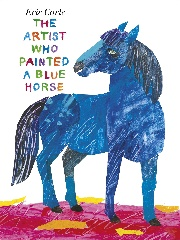 Eric Carle
THE
ARTIST
WHO
PAINTED
A BLUE
HORSE